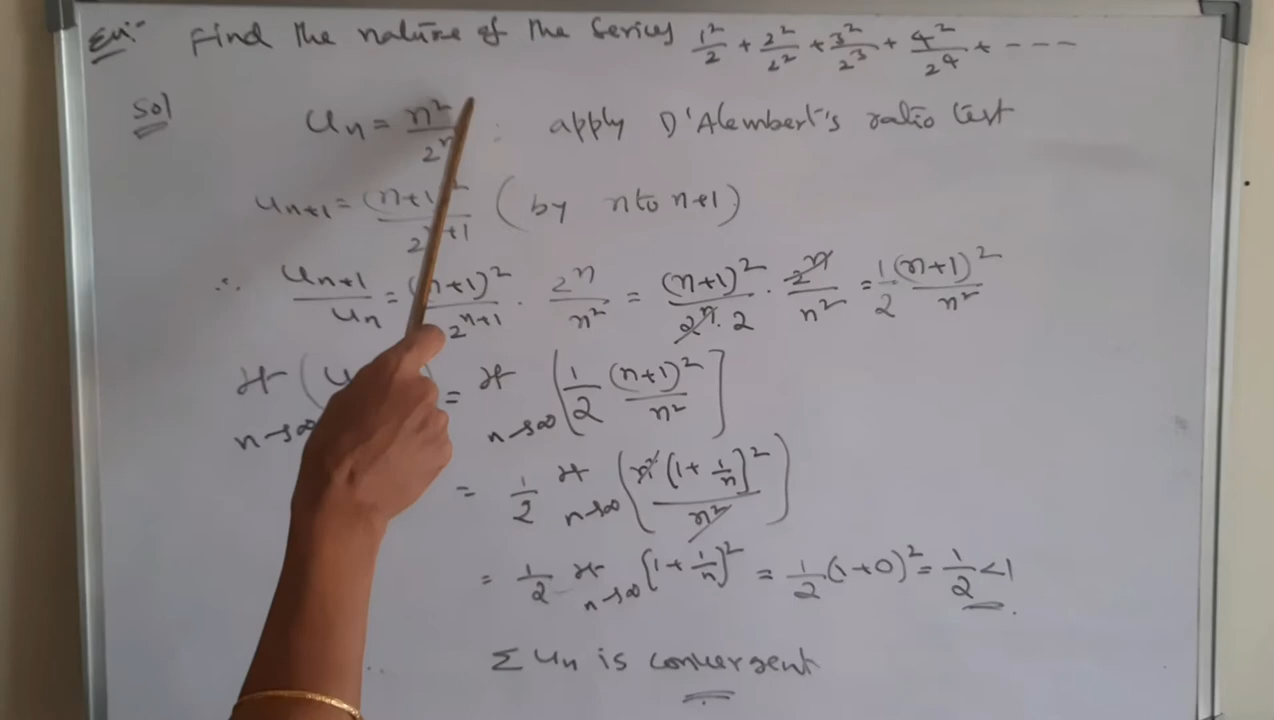 Ex:- Find the nature of the series 1²/2 + 2²/2² + 3²/2³ + 4²/2⁴ + ----
Sol
uₙ = n²/2ⁿ : apply D'Alembert's ratio test
uₙ₊₁ = (n+1)²/2ⁿ⁺¹ (by n to n+1)
∴ uₙ₊₁/uₙ = (n+1)²/2ⁿ⁺¹ · 2ⁿ/n² = (n+1)²/2ⁿ·2 · 2ⁿ/n² = 1/2 (n+1)²/n²
lt n→∞ (u = lt n→∞ [1/2 (n+1)²/n²]
= 1/2 lt n→∞ [n² (1+1/n)²/n²]
= 1/2 lt n→∞ [1+1/n]² = 1/2 (1+0)² = 1/2 < 1.
Σ uₙ is convergent